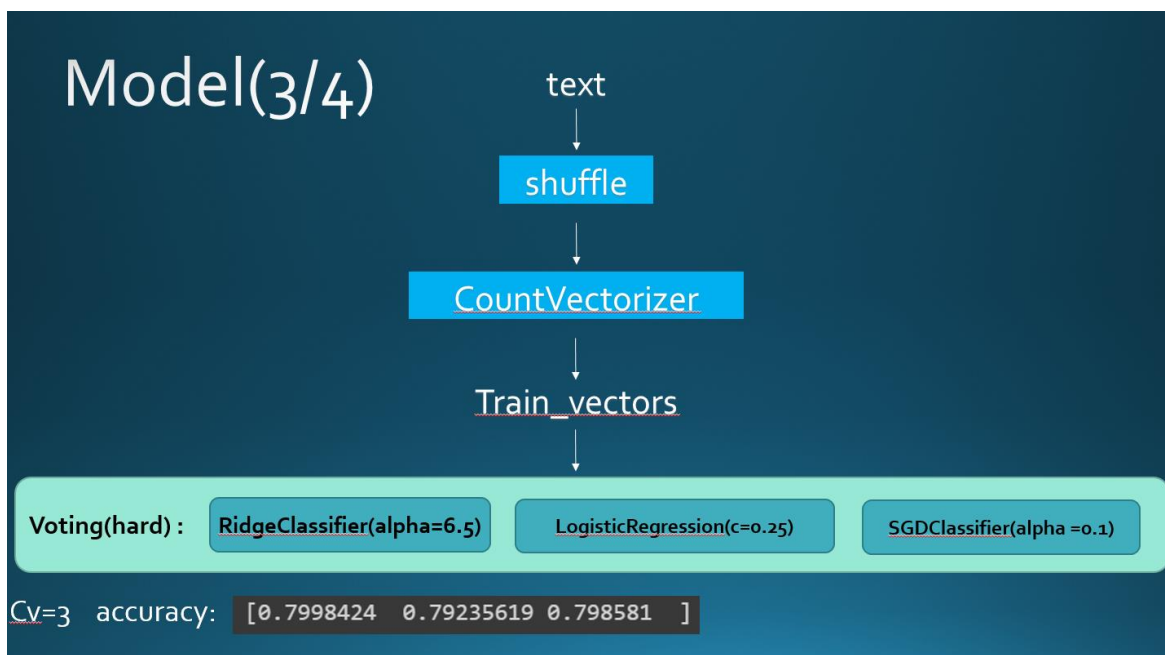 Model(3/4)
text
shuffle
CountVectorizer
Train_vectors
Voting(hard) : RidgeClassifier(alpha=6.5) LogisticRegression(c=0.25) SGDClassifier(alpha =0.1)
Cv=3 accuracy: [0.7998424 0.79235619 0.798581 ]